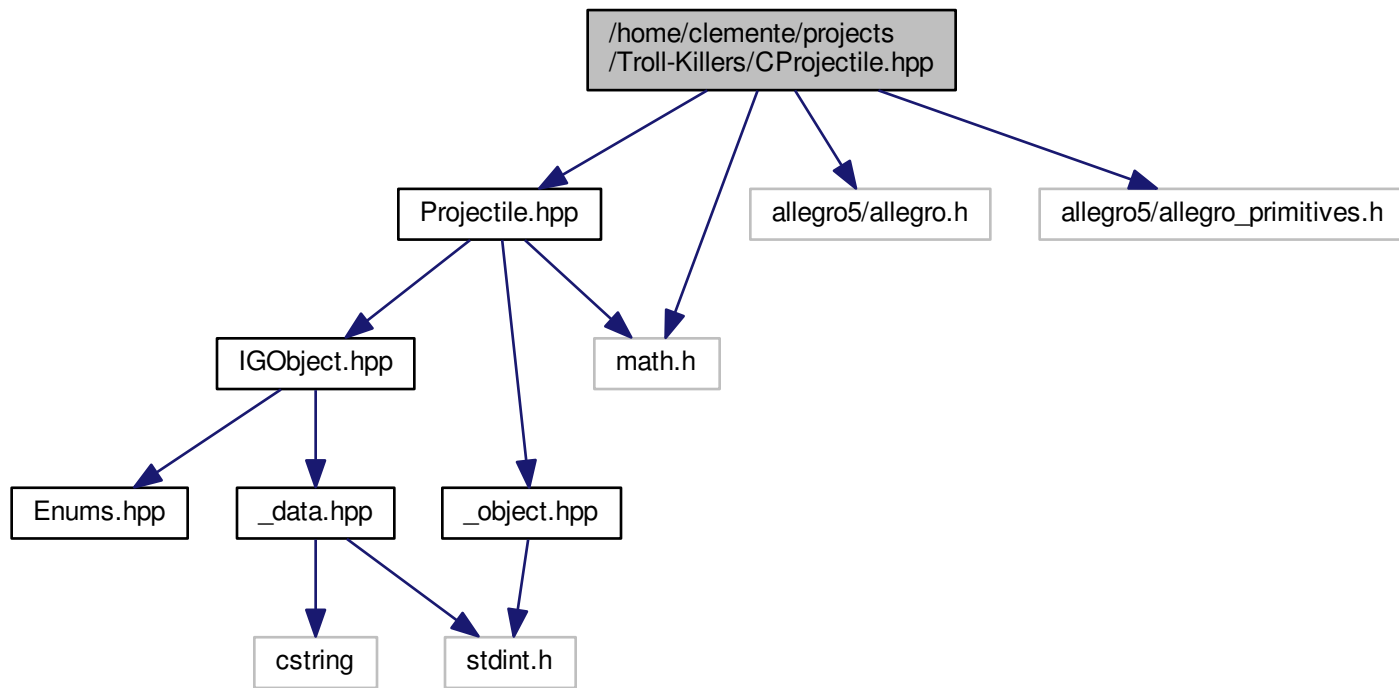 /home/clemente/projects
/Troll-Killers/CProjectile.hpp
Projectile.hpp
allegro5/allegro.h
allegro5/allegro_primitives.h
IGObject.hpp
math.h
Enums.hpp
_data.hpp
_object.hpp
cstring
stdint.h